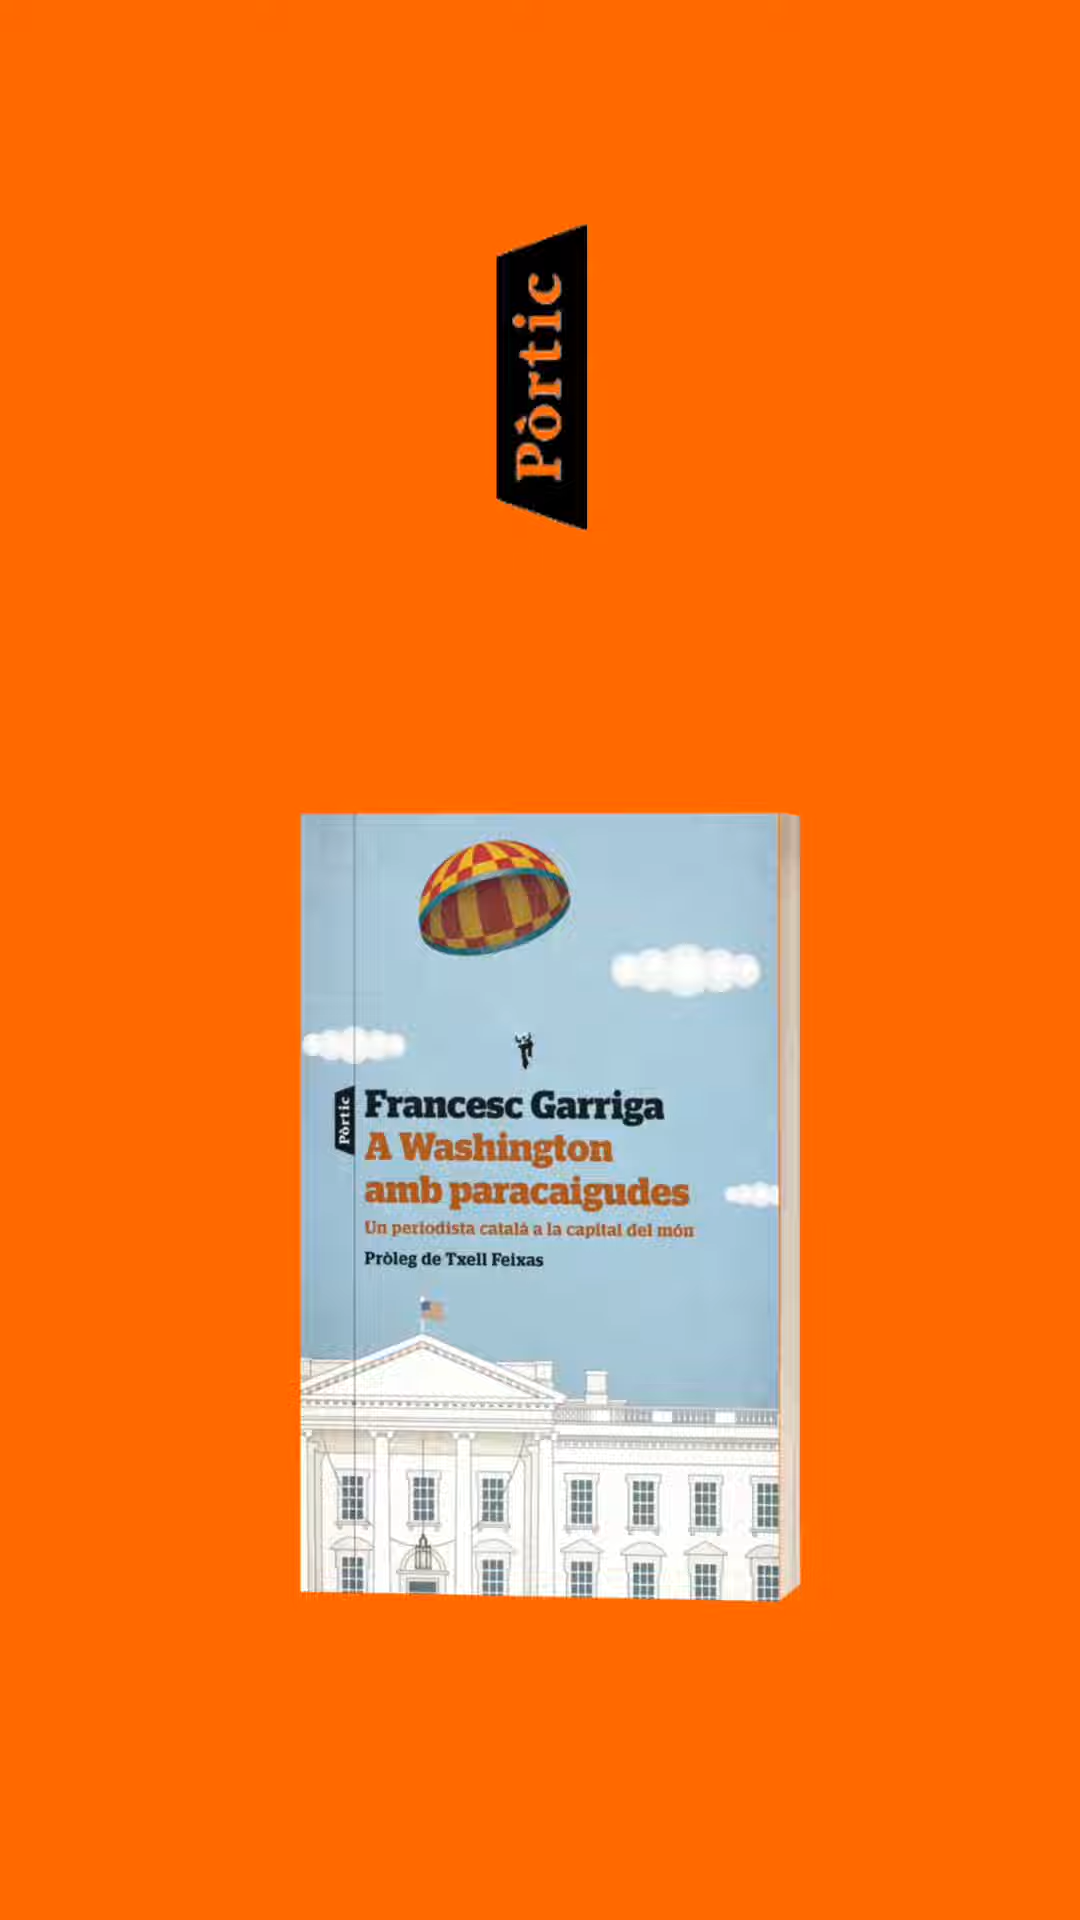 Pòrtic
Pòrtic
Francesc Garriga
A Washington
amb paracaigudes
Un periodista català a la capital del món
Pròleg de Txell Feixas